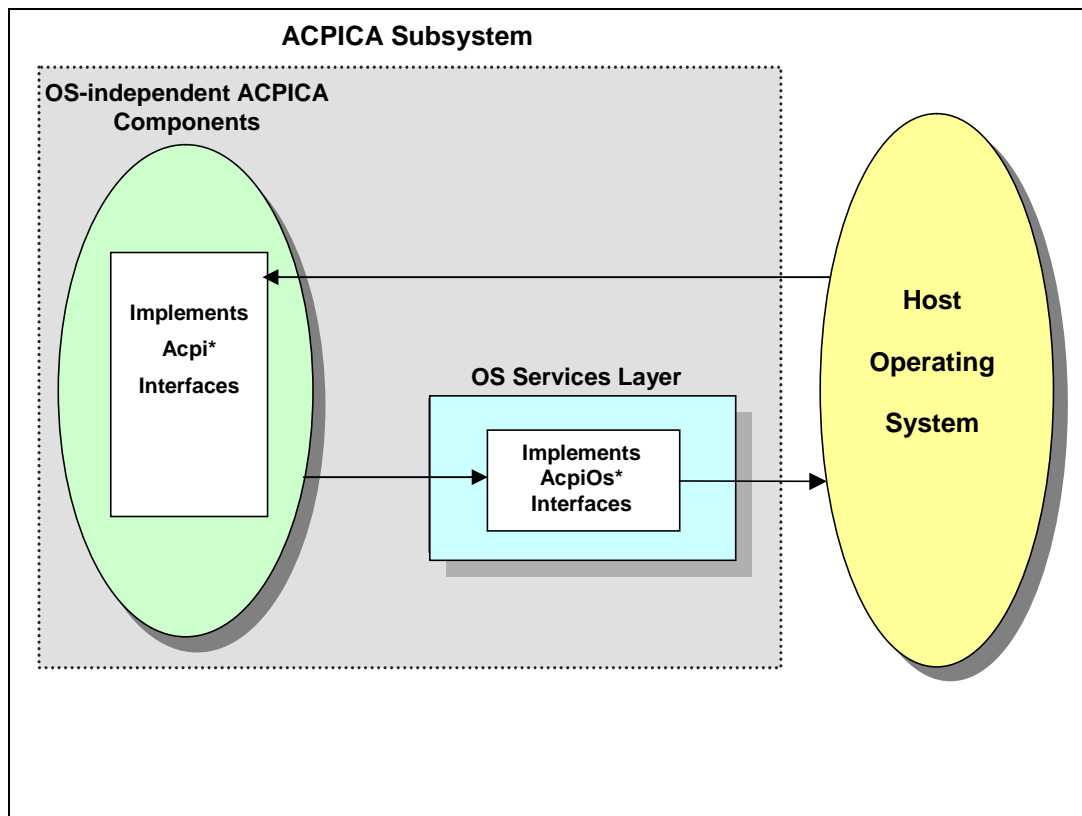 ACPICA Subsystem
OS-independent ACPICA
Components
Implements
Acpi*
Interfaces
OS Services Layer
Implements
AcpiOs*
Interfaces
Host
Operating
System